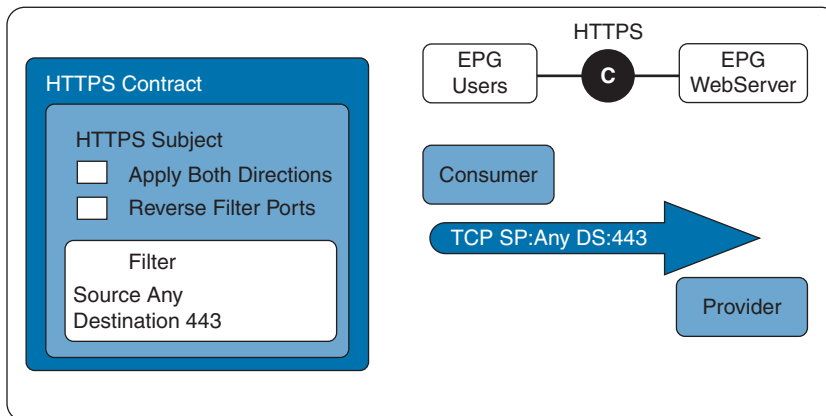 HTTPS Contract
HTTPS Subject
Apply Both Directions
Reverse Filter Ports
Filter
Source Any
Destination 443
HTTPS
EPG
Users
C
EPG
WebServer
Consumer
TCP SP:Any DS:443
Provider